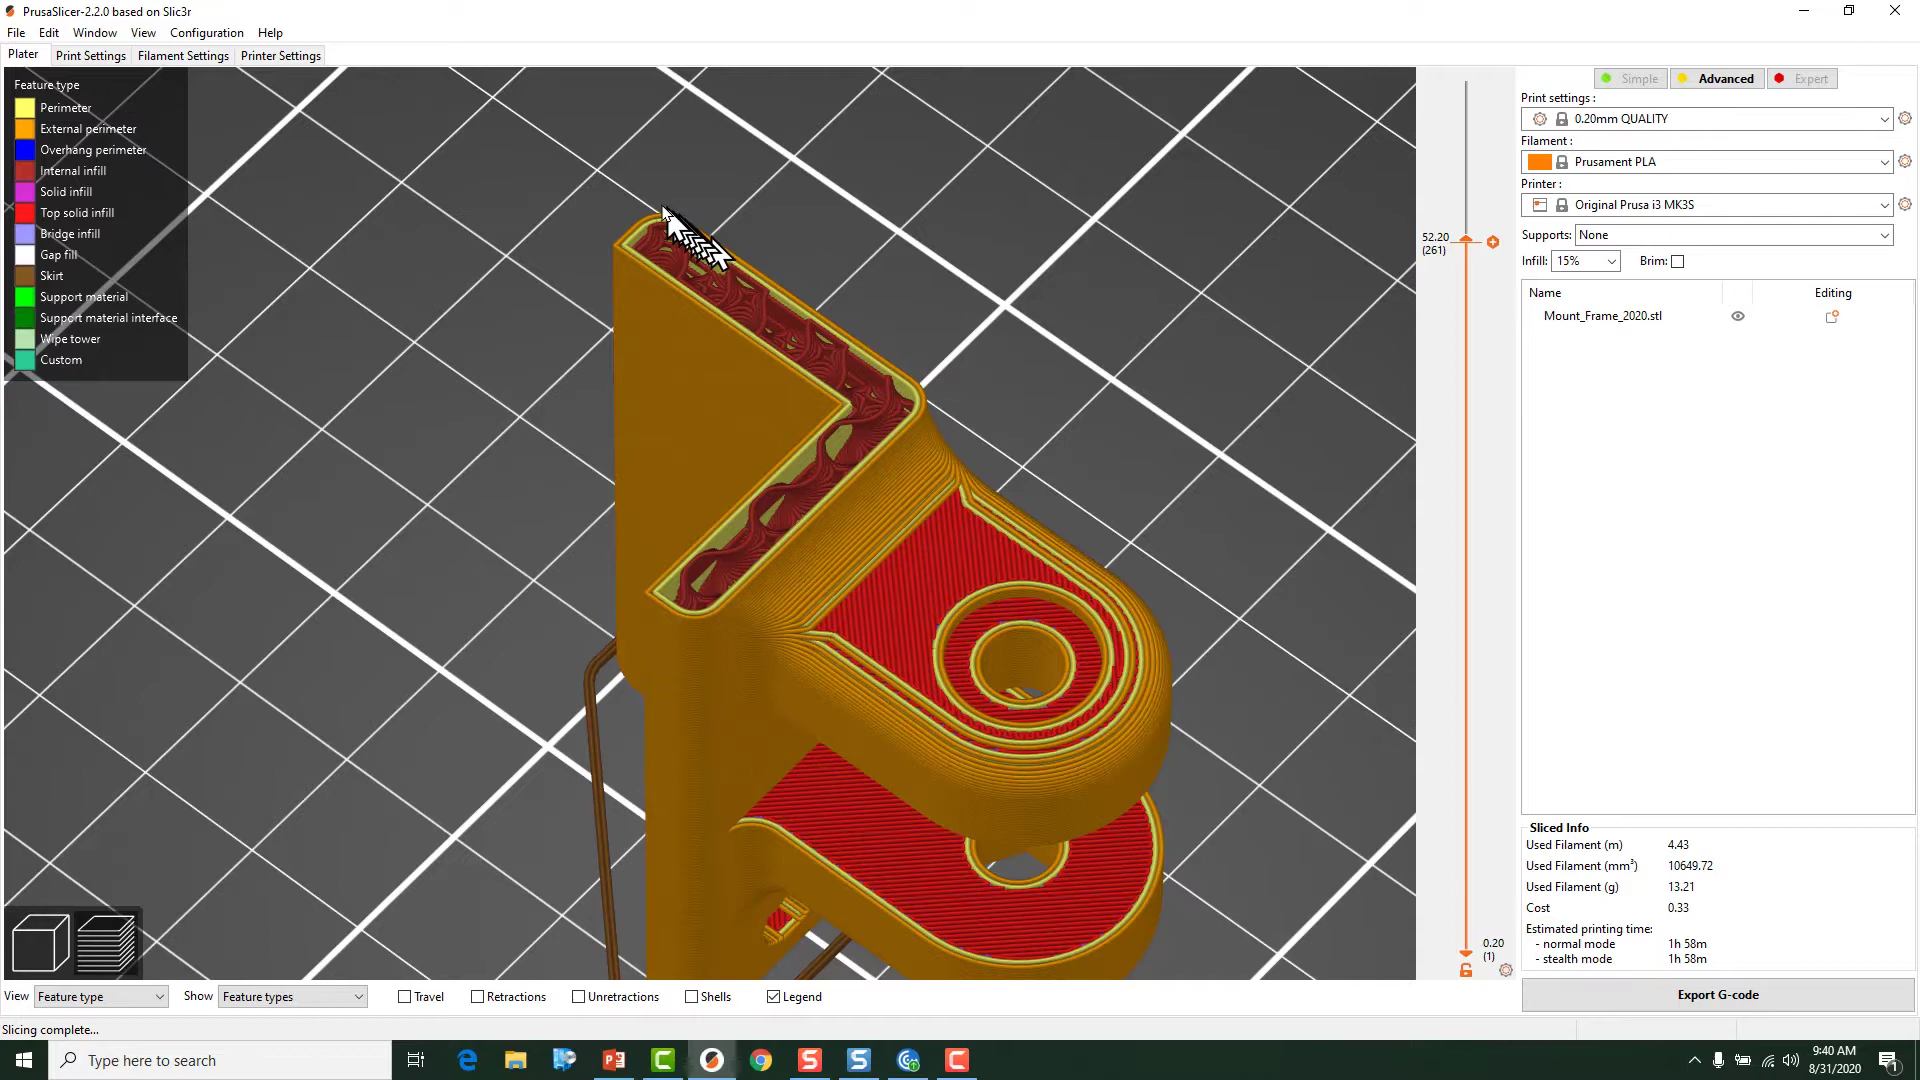 PrusaSlicer-2.2.0 based on Slic3r
File Edit Window View Configuration Help
Plater Print Settings Filament Settings Printer Settings
Feature type
Perimeter
External perimeter
Overhang perimeter
Internal infill
Solid infill
Top solid infill
Bridge infill
Gap fill
Skirt
Support material
Support material interface
Wipe tower
Custom
52.20
(261)
0.20
(1)
Simple Advanced Expert
Print settings :
0.20mm QUALITY
Filament :
Prusament PLA
Printer :
Original Prusa i3 MK3S
Supports: None
Infill: 15% Brim:
Name Editing
Mount_Frame_2020.stl
Sliced Info
Used Filament (m) 4.43
Used Filament (mm³) 10649.72
Used Filament (g) 13.21
Cost 0.33
Estimated printing time:
- normal mode 1h 58m
- stealth mode 1h 58m
Export G-code
View Feature type Show Feature types Travel Retractions Unretractions Shells Legend
Slicing complete...
Type here to search
9:40 AM
8/31/2020
1